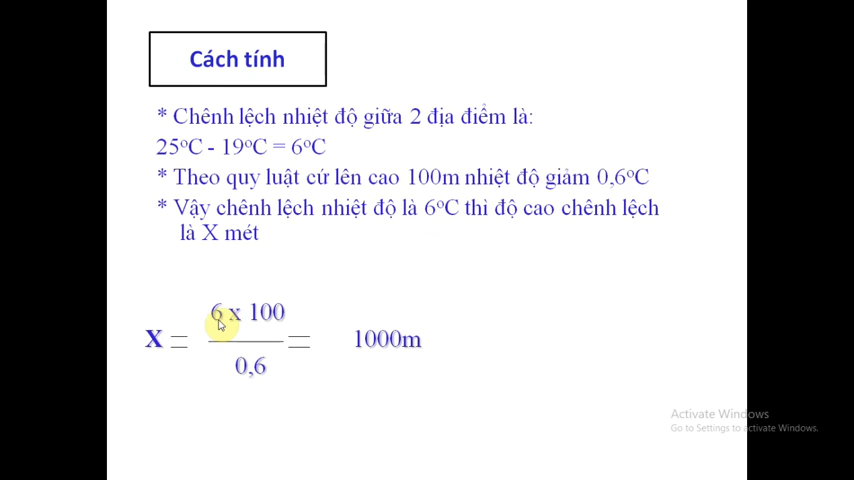 Cách tính
* Chênh lệch nhiệt độ giữa 2 địa điểm là:
25ºC - 19ºC = 6ºC
* Theo quy luật cứ lên cao 100m nhiệt độ giảm 0,6ºC
* Vậy chênh lệch nhiệt độ là 6ºC thì độ cao chênh lệch
là X mét
6 x 100
X = = 1000m
0,6
Activate Windows
Go to Settings to activate Windows.